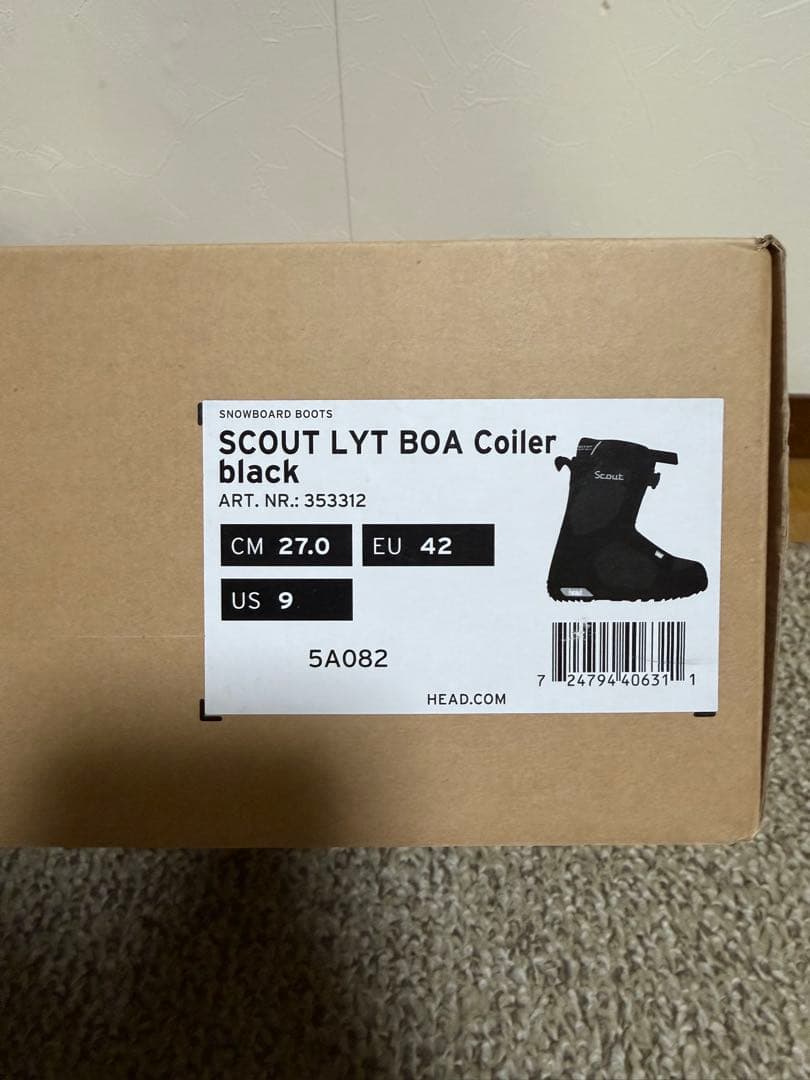 SNOWBOARD BOOTS
SCOUT LYT BOA Coiler
black
ART. NR.: 353312
CM 27.0 EU 42
US 9
Scout
head
5A082
7 24794 40631 1
HEAD.COM